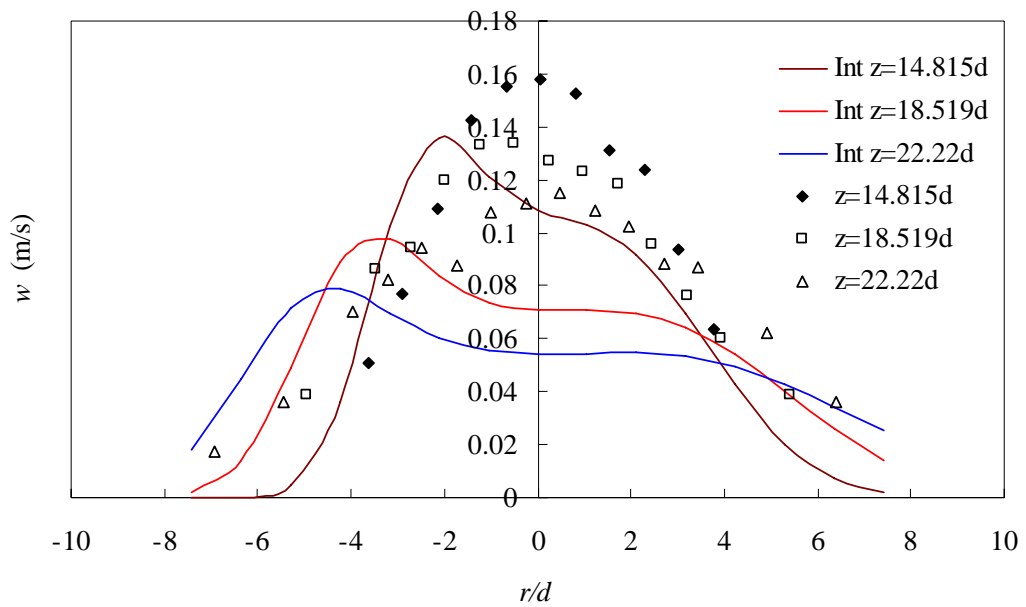 0.18
0.16
0.14
0.12
0.1
0.08
0.06
0.04
0.02
0
w (m/s)
-10 -8 -6 -4 -2 0 2 4 6 8 10
r/d
Int z=14.815d
Int z=18.519d
Int z=22.22d
z=14.815d
z=18.519d
z=22.22d